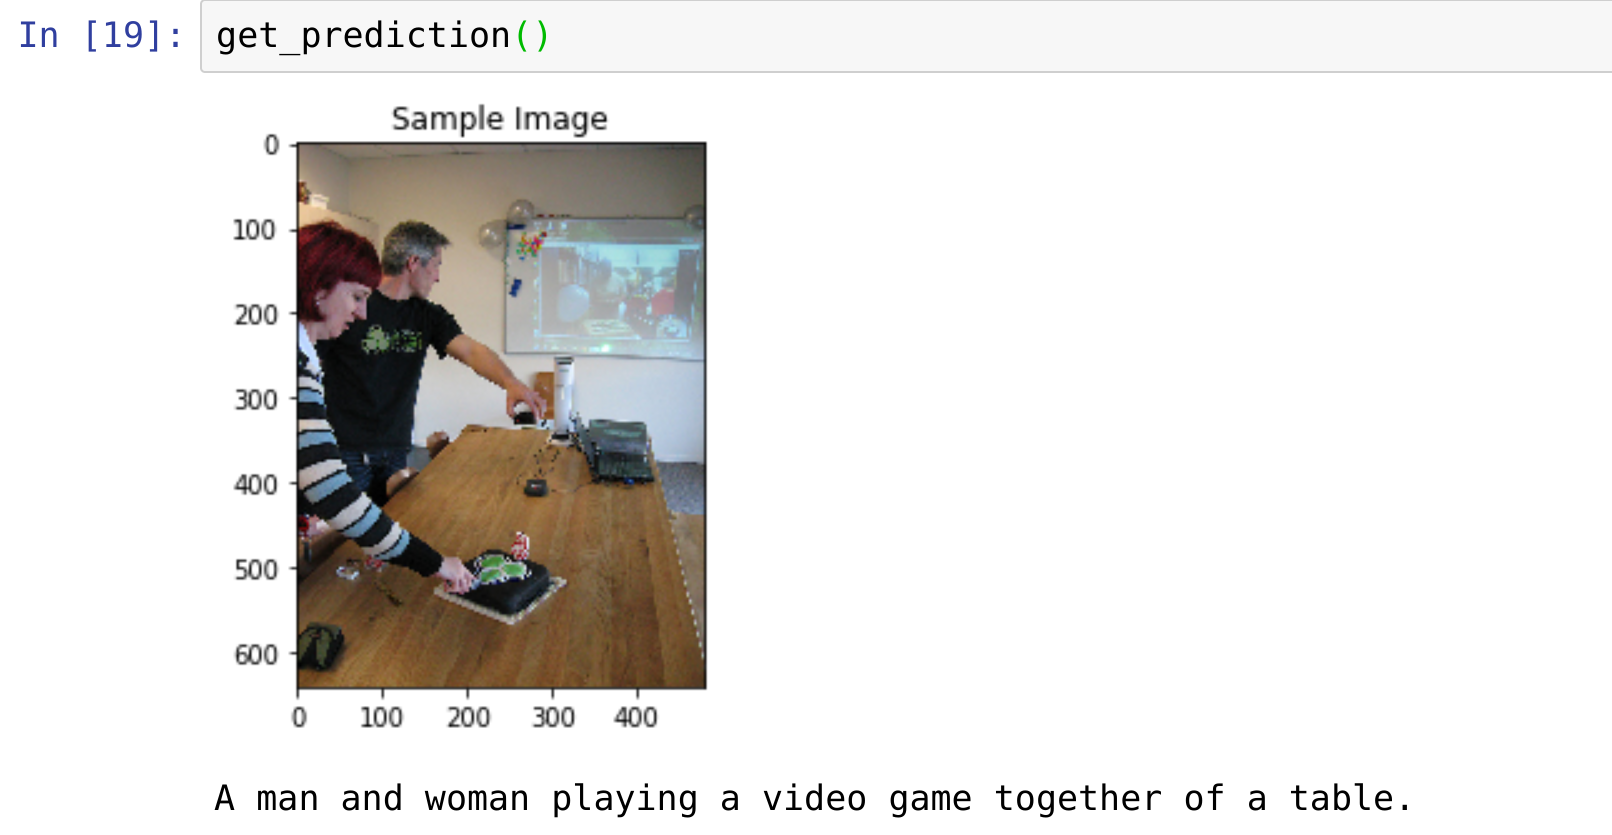 In [19]: get_prediction()
Sample Image
0
100
200
300
400
500
600
0 100 200 300 400
A man and woman playing a video game together of a table.